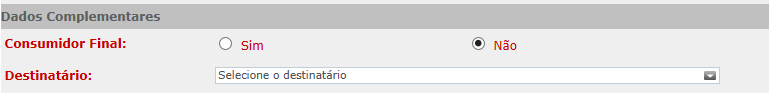 Dados Complementares
Consumidor Final: Sim Não
Destinatário: Selecione o destinatário